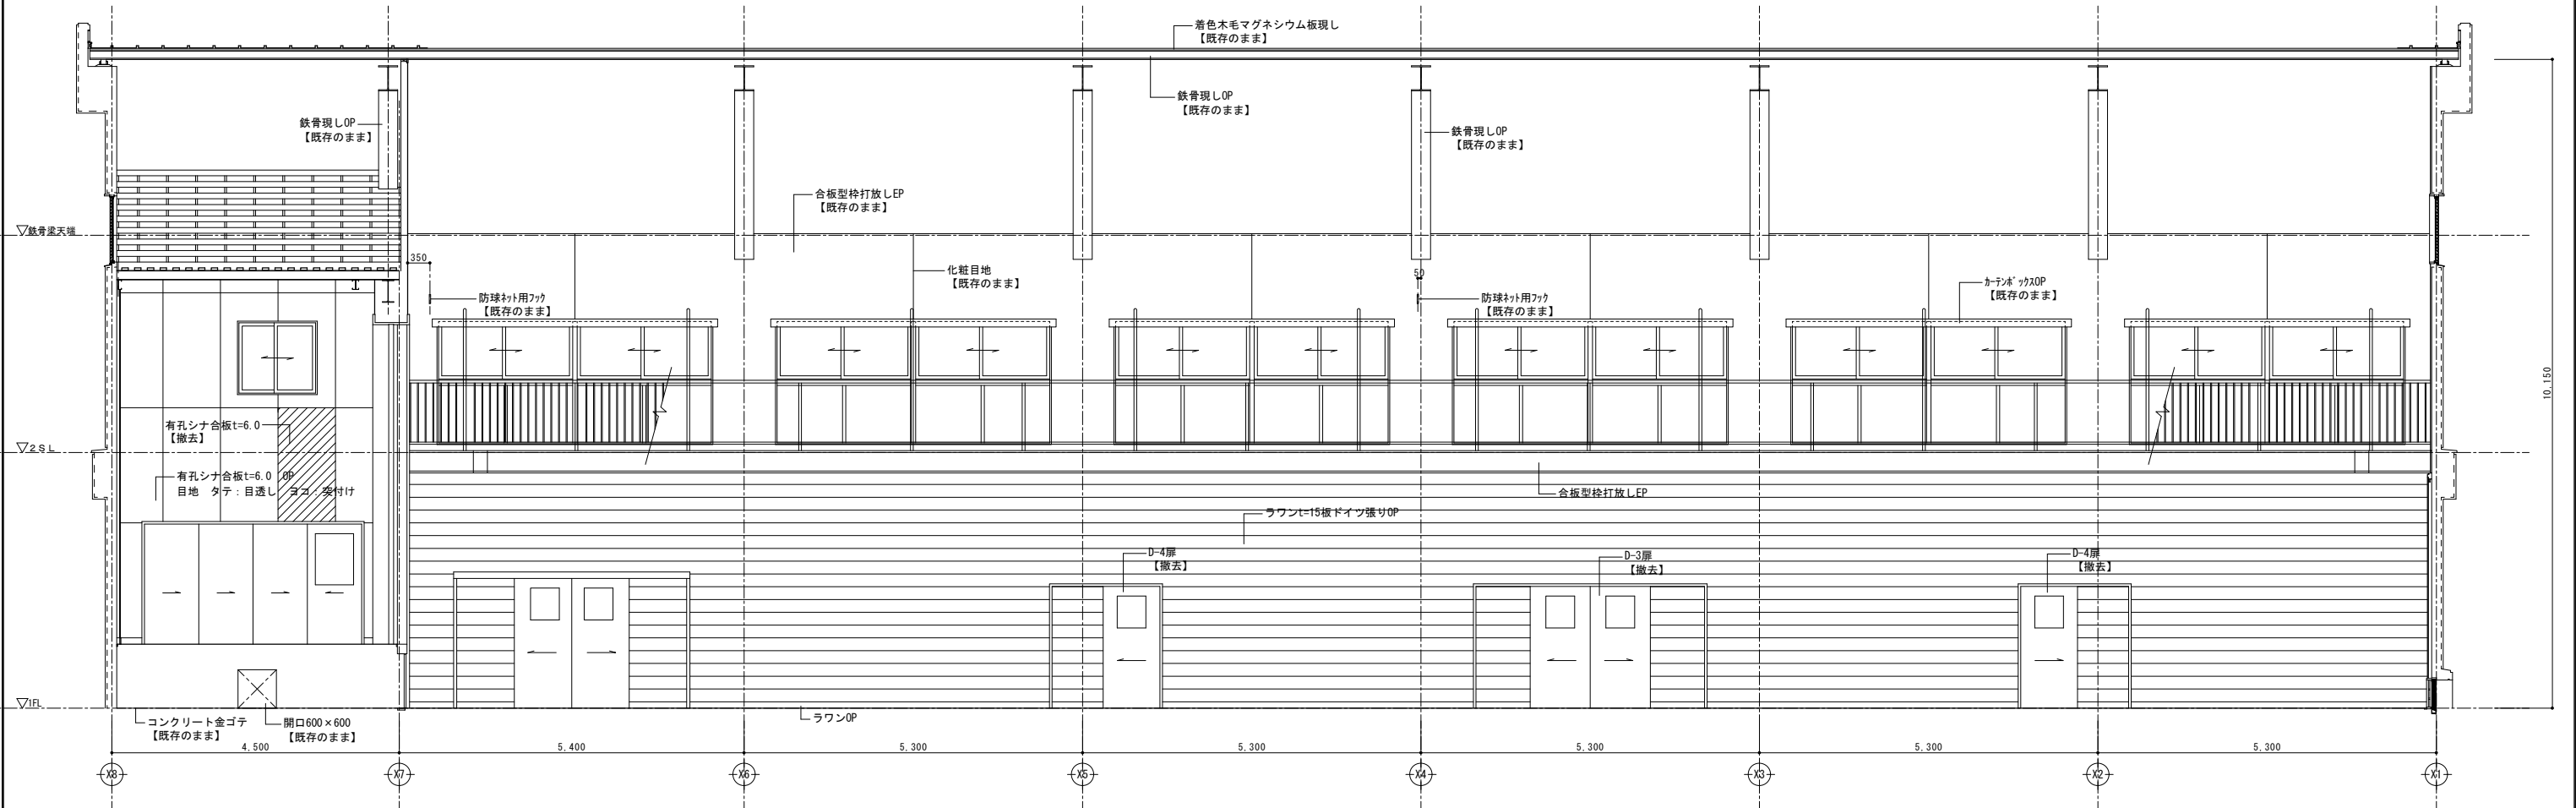 着色木毛マグネシウム板現し
【既存のまま】
鉄骨現しOP
【既存のまま】
鉄骨現しOP
【既存のまま】
鉄骨現しOP
【既存のまま】
合板型枠打放しEP
【既存のまま】
▽鉄骨梁天端
350
化粧目地
【既存のまま】
50
カーテンボックスOP
【既存のまま】
防球ネット用フック
【既存のまま】
防球ネット用フック
【既存のまま】
10,150
有孔シナ合板t=6.0
【撤去】
▽2SL
有孔シナ合板t=6.0 OP
目地 タテ：目透し ヨコ：突付け
合板型枠打放しEP
ラワンt=15板ドイツ張りOP
D-4扉
【撤去】
D-3扉
【撤去】
D-4扉
【撤去】
▽1FL
コンクリート金ゴテ
【既存のまま】
開口600×600
【既存のまま】
ラワンOP
4,500
5,400
5,300
5,300
5,300
5,300
5,300
X8
X7
X6
X5
X4
X3
X2
X1